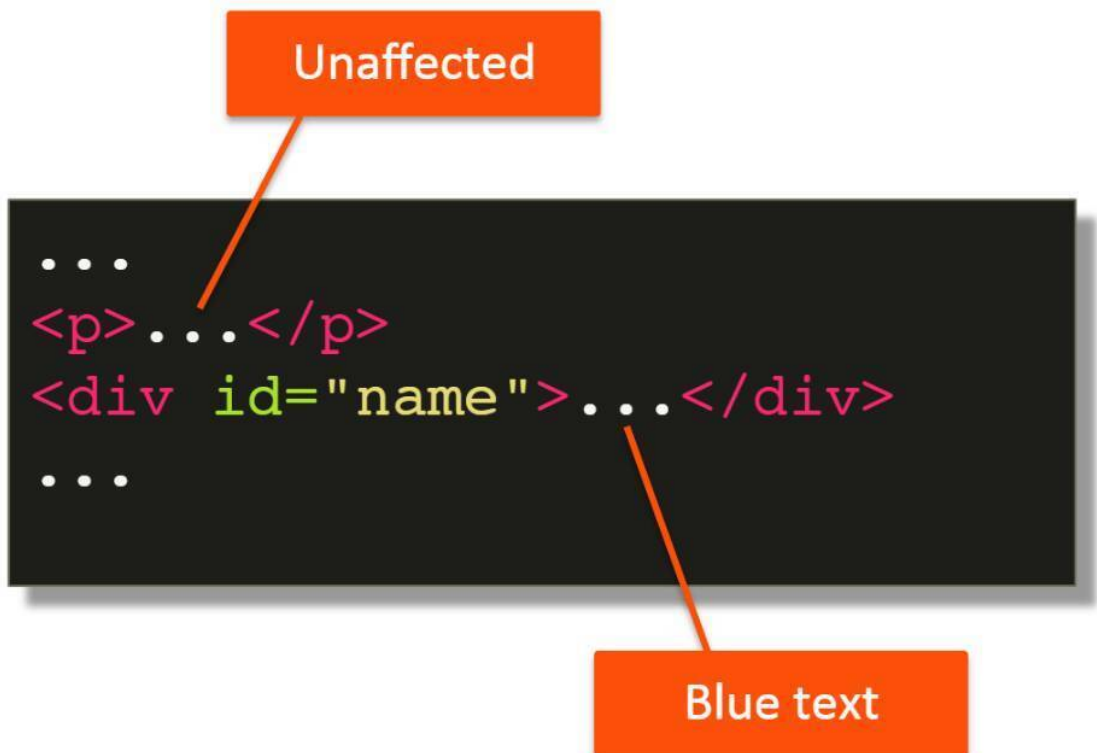 Unaffected
...
<p>...</p>
<div id="name">...</div>
...
Blue text